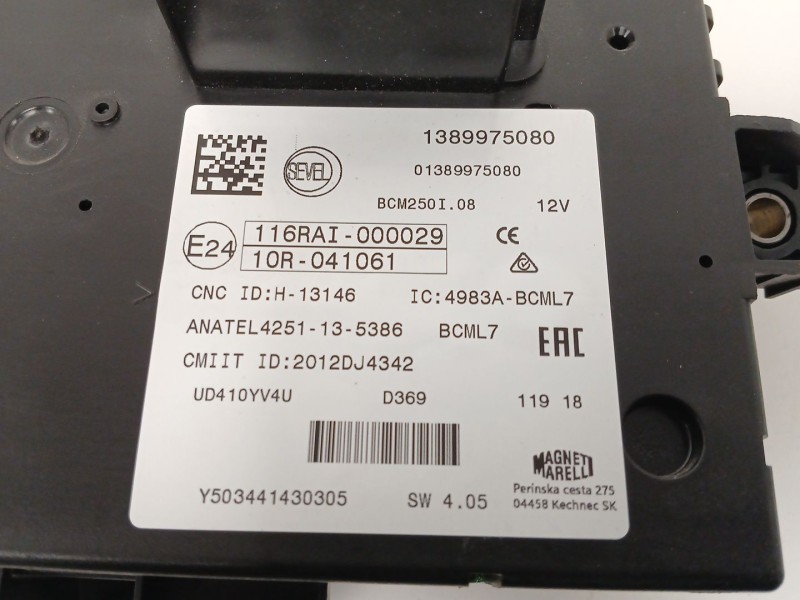 1389975080
SEVEL
01389975080
BCM250I.08 12V
E24
116RAI-000029
10R-041061
CE
CNC ID:H-13146 IC:4983A-BCML7
ANATEL4251-13-5386 BCML7
EAC
CMIIT ID:2012DJ4342
UD410YV4U D369 119 18
MAGNETI MARELLI
Perinska cesta 275
04458 Kechnec SK
Y503441430305 SW 4.05